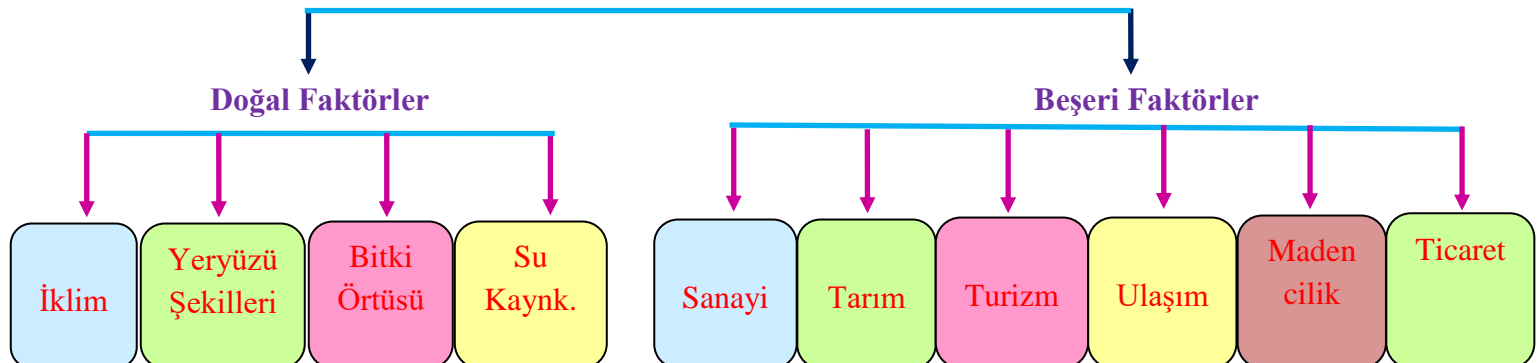 Doğal Faktörler
Beşeri Faktörler
İklim
Yeryüzü
Şekilleri
Bitki
Örtüsü
Su
Kaynk.
Sanayi
Tarım
Turizm
Ulaşım
Maden
cilik
Ticaret